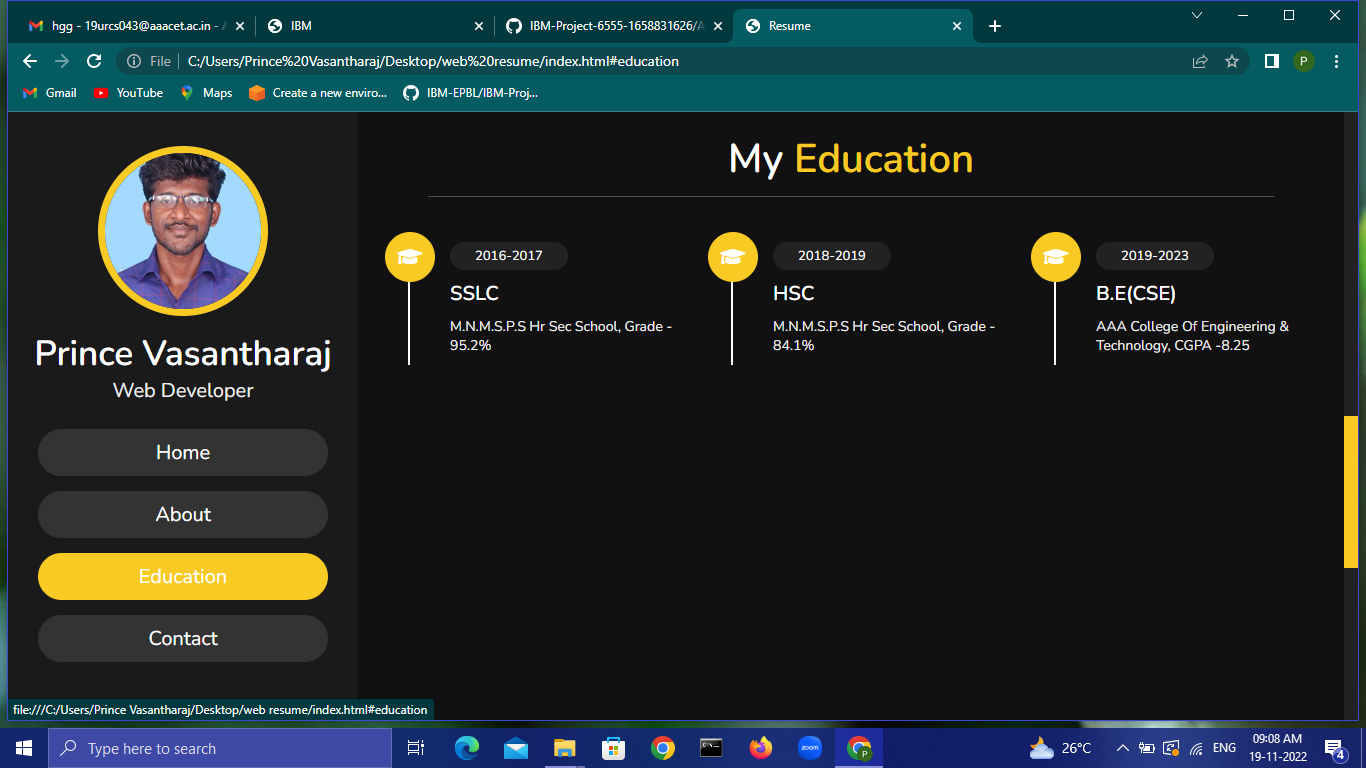 hgg - 19urcs043@aaacet.ac.in -
IBM
IBM-Project-6555-1658831626/A
Resume
File
C:/Users/Prince%20Vasantharaj/Desktop/web%20resume/index.html#education
P
Gmail
YouTube
Maps
Create a new enviro...
IBM-EPBL/IBM-Proj...
Prince Vasantharaj
Web Developer
Home
About
Education
Contact
My Education
2016-2017
SSLC
M.N.M.S.P.S Hr Sec School, Grade -
95.2%
2018-2019
HSC
M.N.M.S.P.S Hr Sec School, Grade -
84.1%
2019-2023
B.E(CSE)
AAA College Of Engineering &
Technology, CGPA -8.25
file:///C:/Users/Prince Vasantharaj/Desktop/web resume/index.html#education
Type here to search
zoom
P
26°C
ENG
09:08 AM
19-11-2022
4